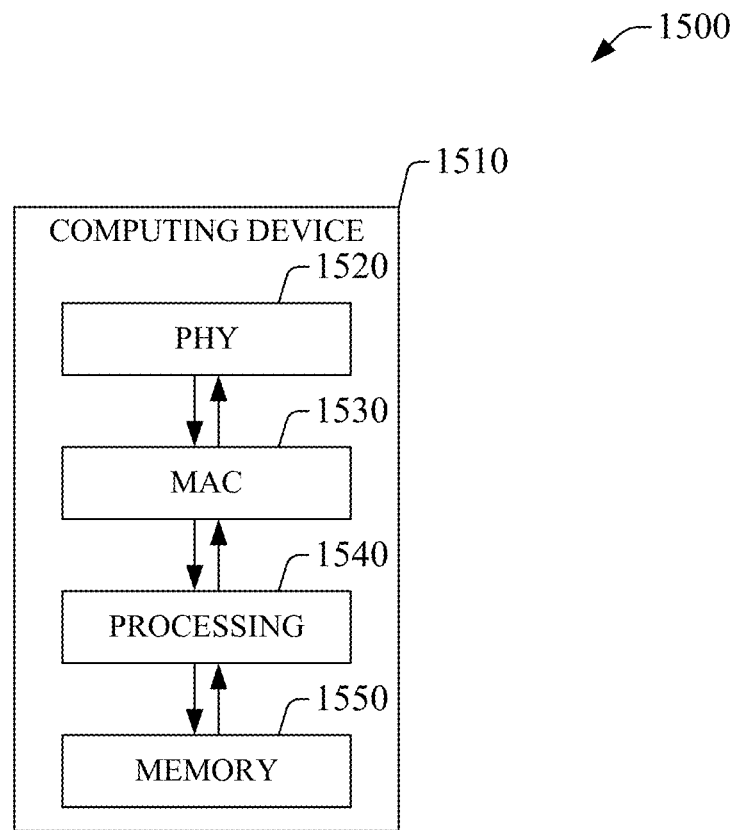 1500
1510
COMPUTING DEVICE
1520
PHY
1530
MAC
1540
PROCESSING
1550
MEMORY